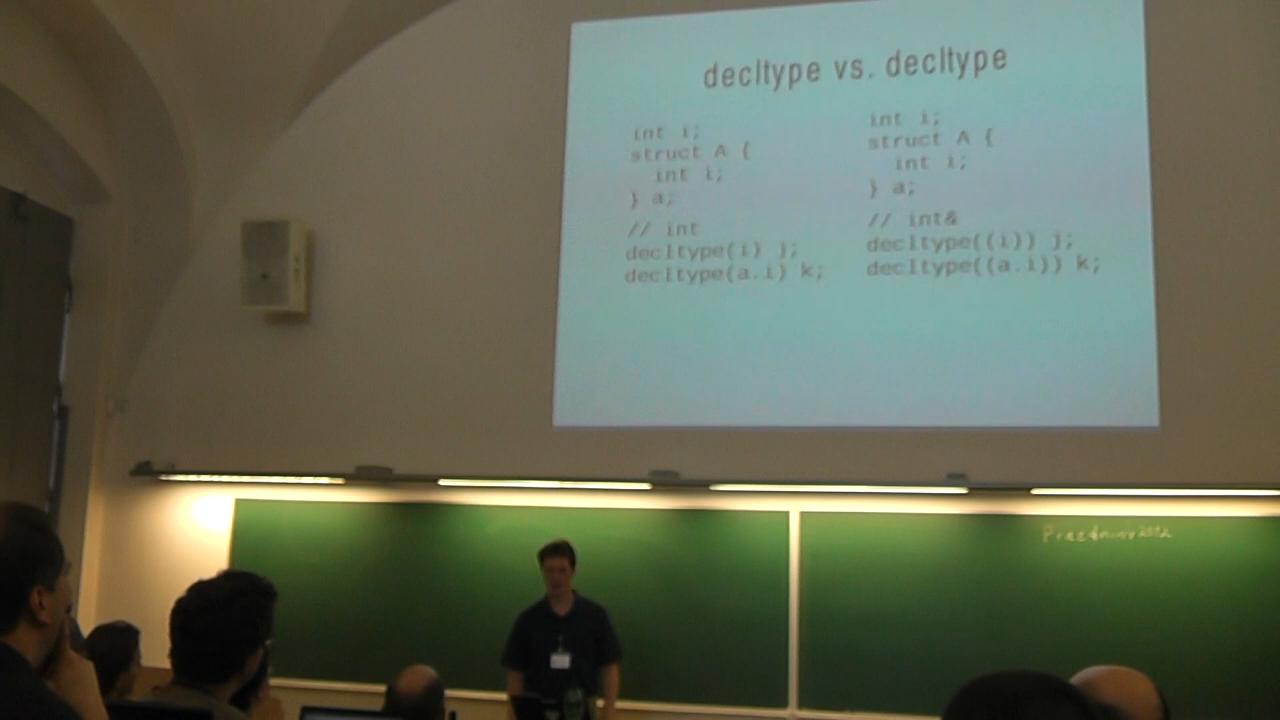 decltype vs. decltype
int i;
struct A {
  int i;
} a;
// int
decltype(i) j;
decltype(a.i) k;
int i;
struct A {
  int i;
} a;
// int&
decltype((i)) j;
decltype((a.i)) k;